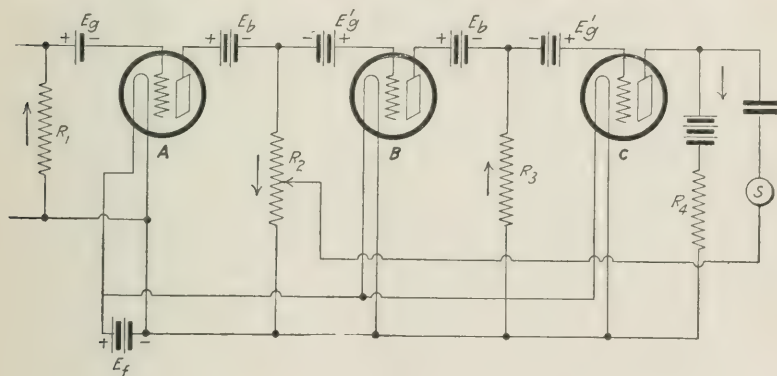 Eg
+ -
Eb
+ -
E'g
Eb
+ -
+ - E'g
R1
A
R2
B
R3
C
R4
S
+ -
Ef